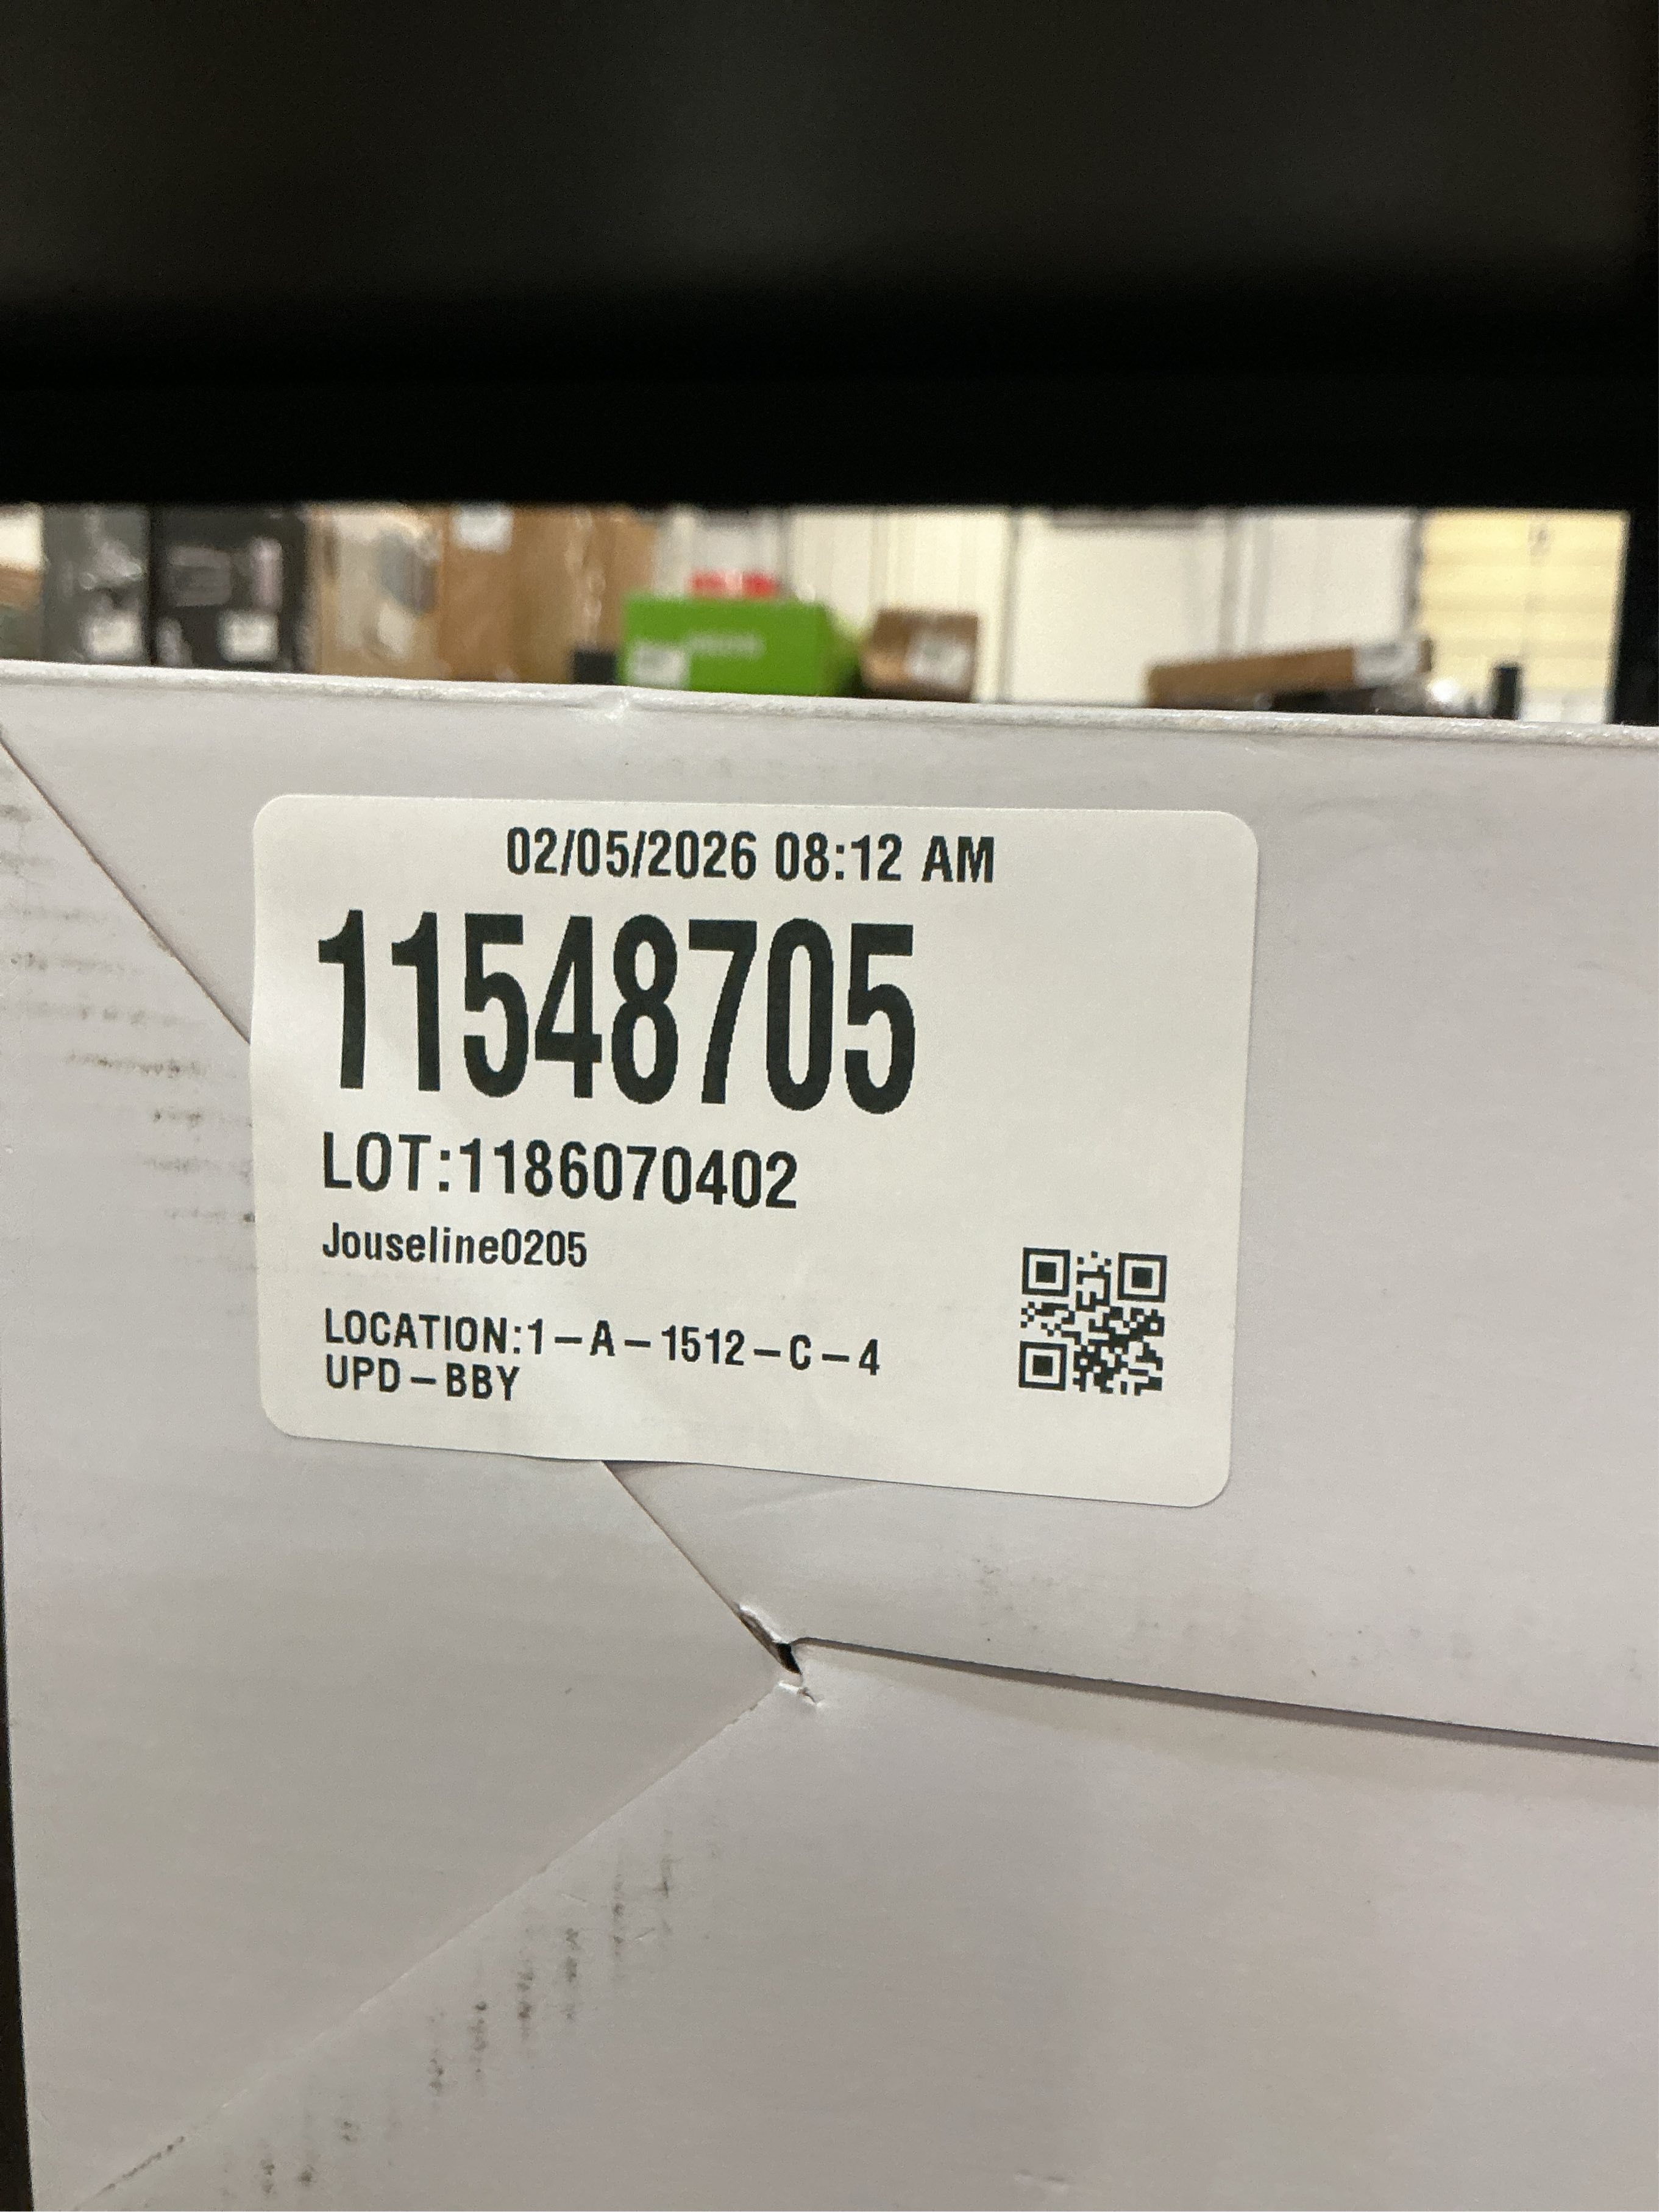 02/05/2026 08:12 AM
11548705
LOT:1186070402
Jouseline0205
LOCATION:1-A-1512-C-4
UPD-BBY